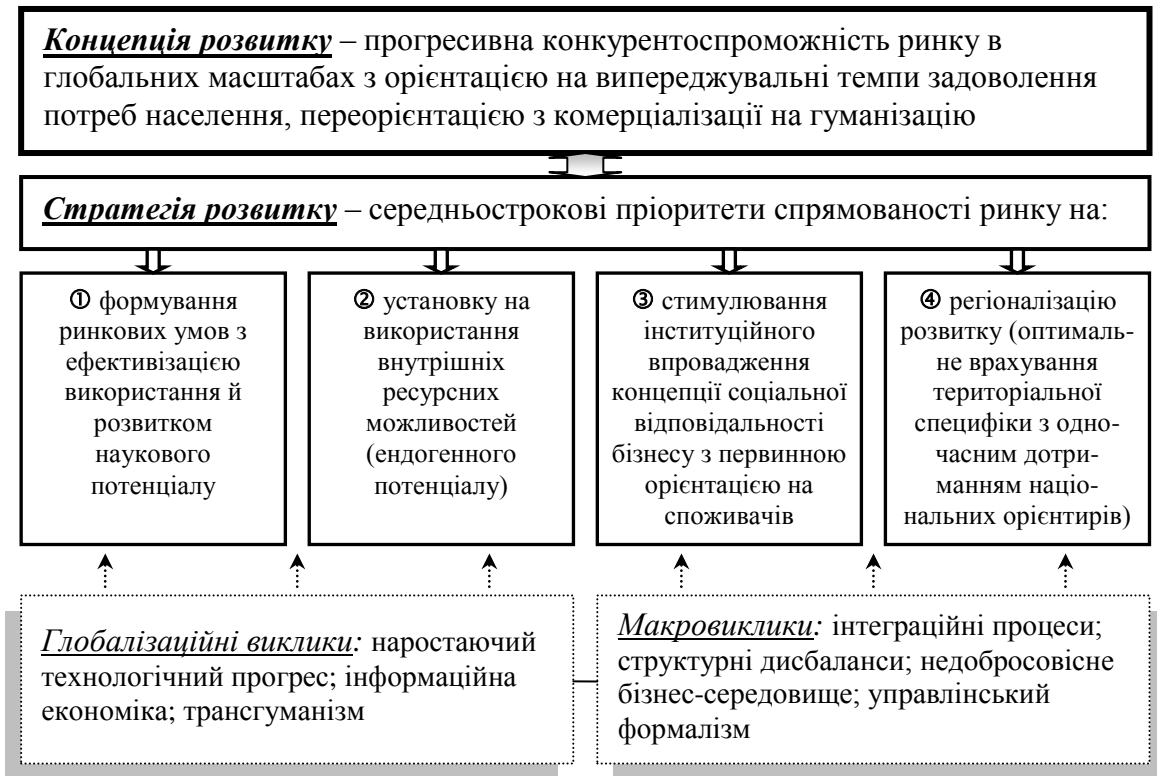 Концепція розвитку – прогресивна конкурентоспроможність ринку в
глобальних масштабах з орієнтацією на випереджувальні темпи задоволення
потреб населення, переорієнтацією з комерціалізації на гуманізацію
Стратегія розвитку – середньострокові пріоритети спрямованості ринку на:
① формування
ринкових умов з
ефективізацією
використання й
розвитком
наукового
потенціалу
② установку на
використання
внутрішніх
ресурсних
можливостей
(ендогенного
потенціалу)
③ стимулювання
інституційного
впровадження
концепції соціальної
відповідальності
бізнесу з первинною
орієнтацією на
споживачів
④ регіоналізацію
розвитку (оптималь-
не врахування
територіальної
специфіки з одно-
часним дотри-
манням націо-
нальних орієнтирів)
Глобалізаційні виклики: наростаючий
технологічний прогрес; інформаційна
економіка; трансгуманізм
Макровиклики: інтеграційні процеси;
структурні дисбаланси; недобросовісне
бізнес-середовище; управлінський
формалізм